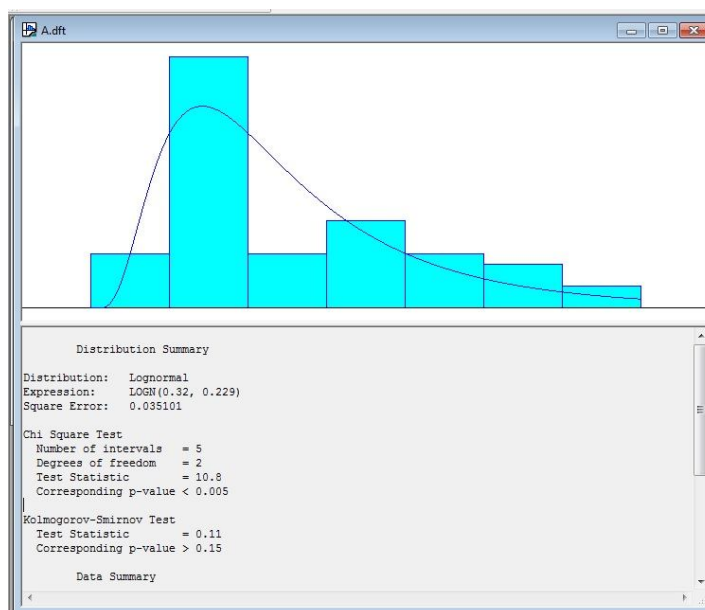 A.dft
Distribution Summary
Distribution: Lognormal
Expression: LOGN(0.32, 0.229)
Square Error: 0.035101
Chi Square Test
Number of intervals = 5
Degrees of freedom = 2
Test Statistic = 10.8
Corresponding p-value < 0.005
Kolmogorov-Smirnov Test
Test Statistic = 0.11
Corresponding p-value > 0.15
Data Summary